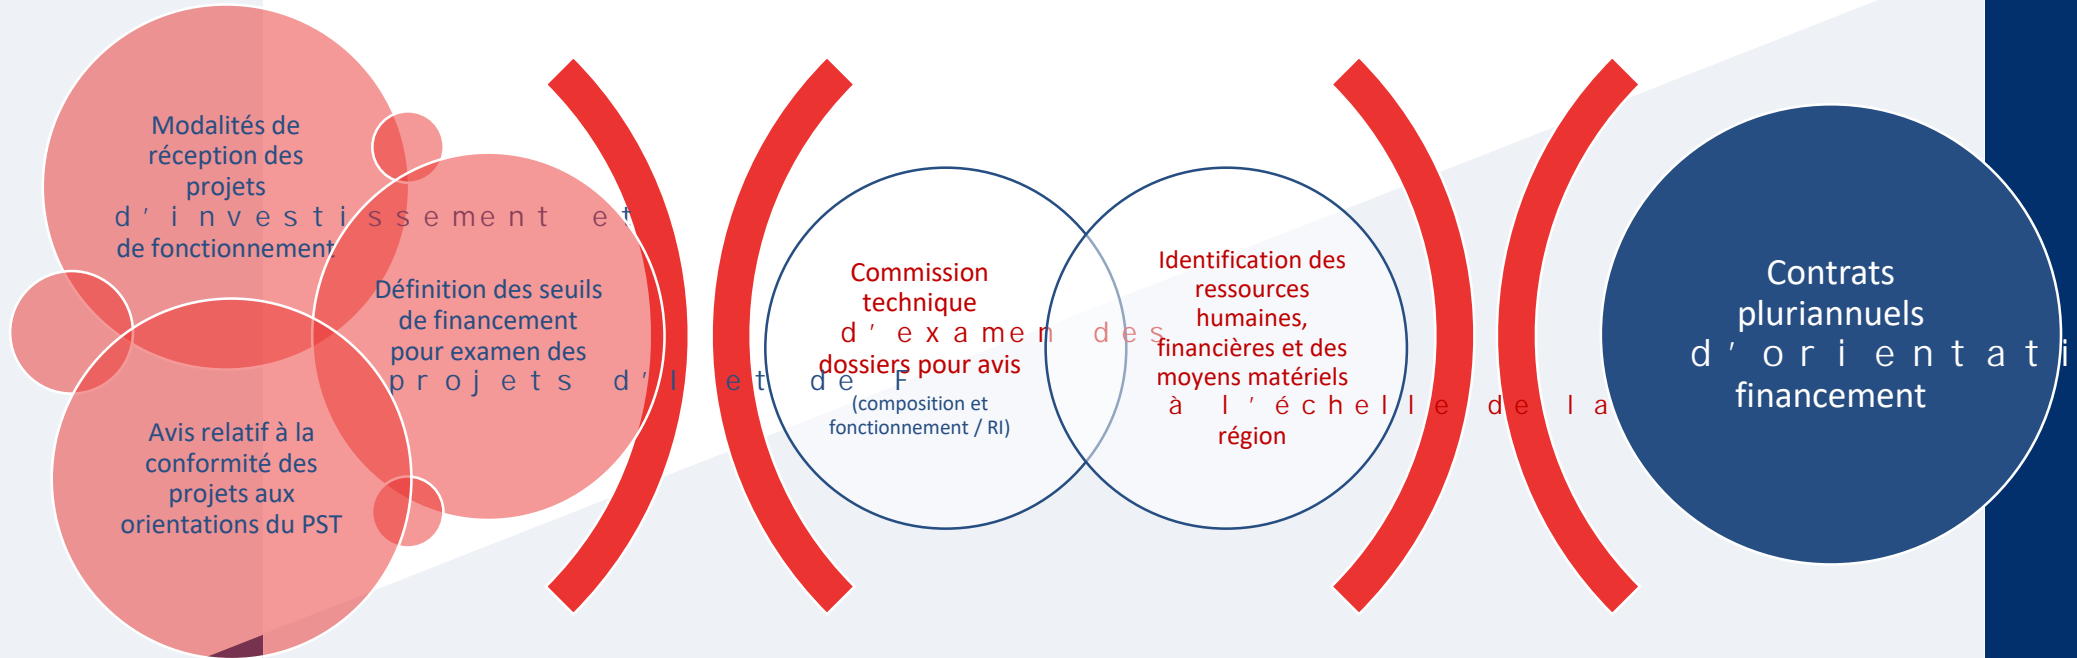 Modalités de
réception des
projets
d'investissement et
de fonctionnement
Définition des seuils
de financement
pour examen des
projets d'I et de F
Avis relatif à la
conformité des
projets aux
orientations du PST
Commission
technique
d'examen des
dossiers pour avis
(composition et
fonctionnement / RI)
Identification des
ressources
humaines,
financières et des
moyens matériels
à l'échelle de la
région
Contrats
pluriannuels
d'orientati
financement